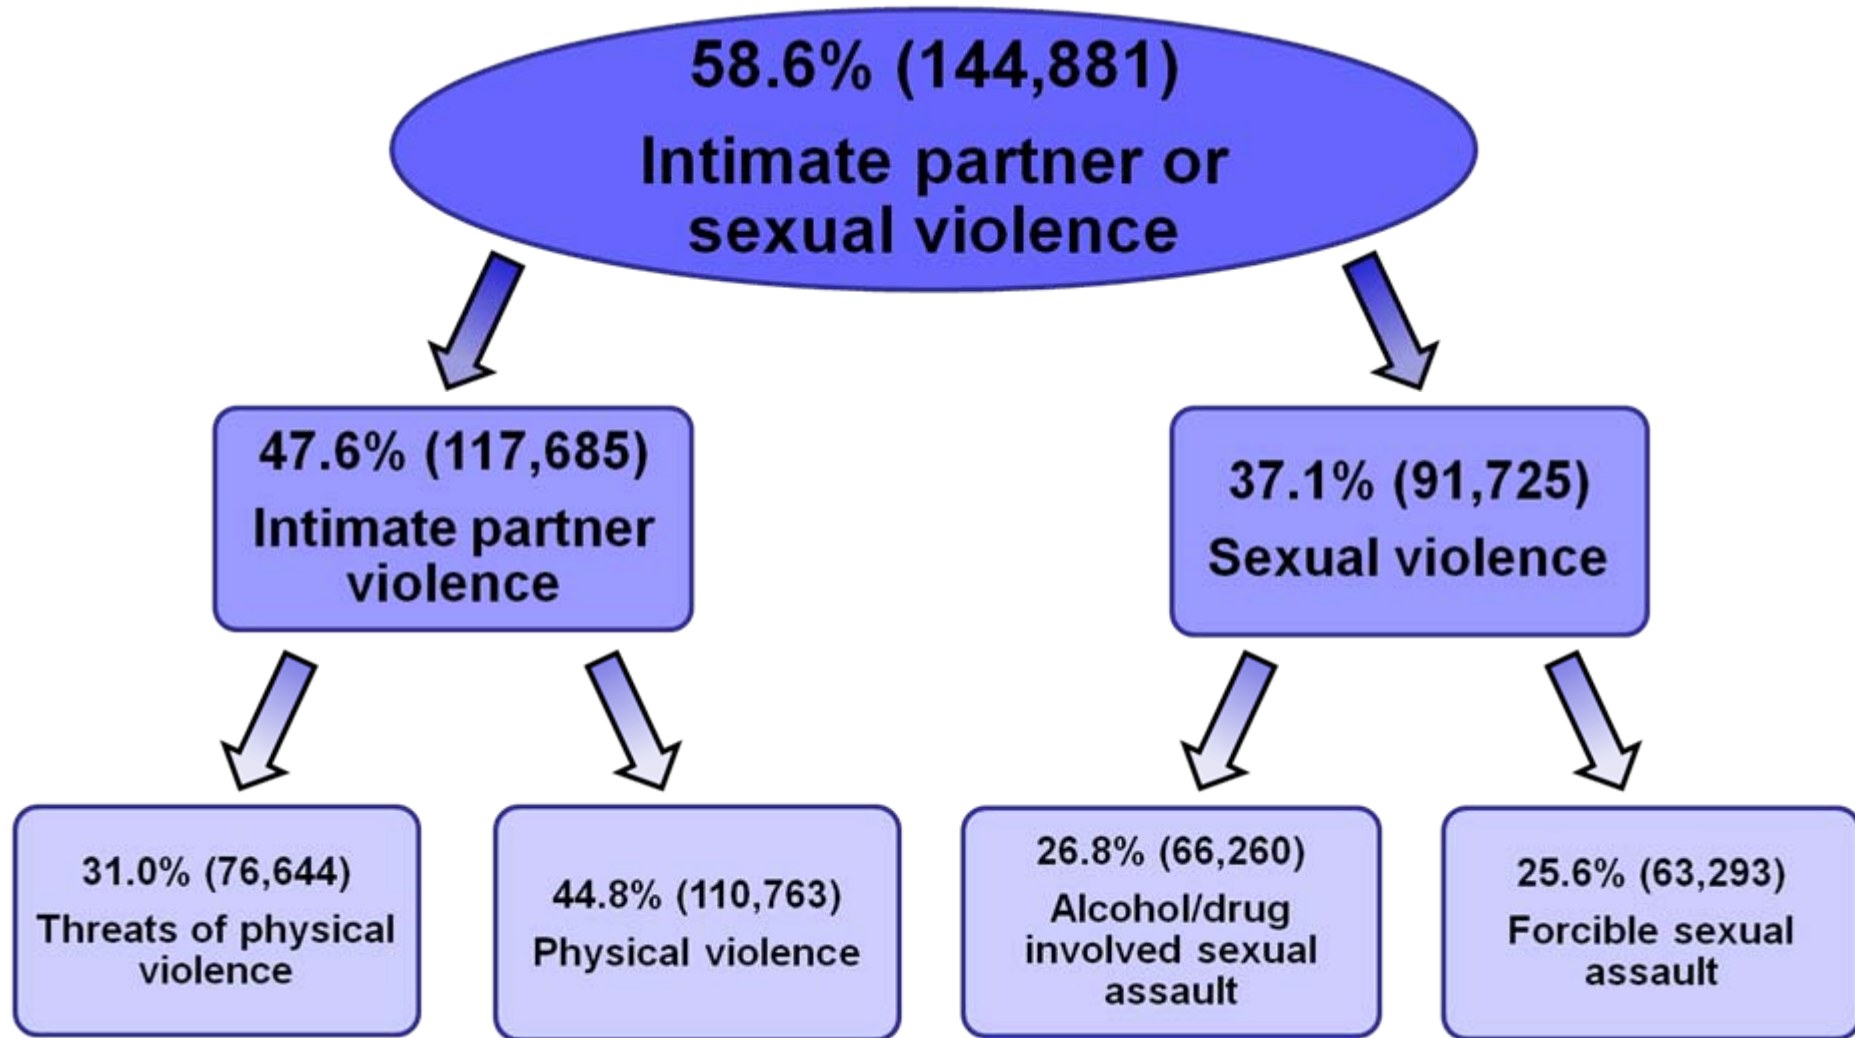 58.6% (144,881)
Intimate partner or
sexual violence
47.6% (117,685)
Intimate partner
violence
37.1% (91,725)
Sexual violence
31.0% (76,644)
Threats of physical
violence
44.8% (110,763)
Physical violence
26.8% (66,260)
Alcohol/drug
involved sexual
assault
25.6% (63,293)
Forcible sexual
assault